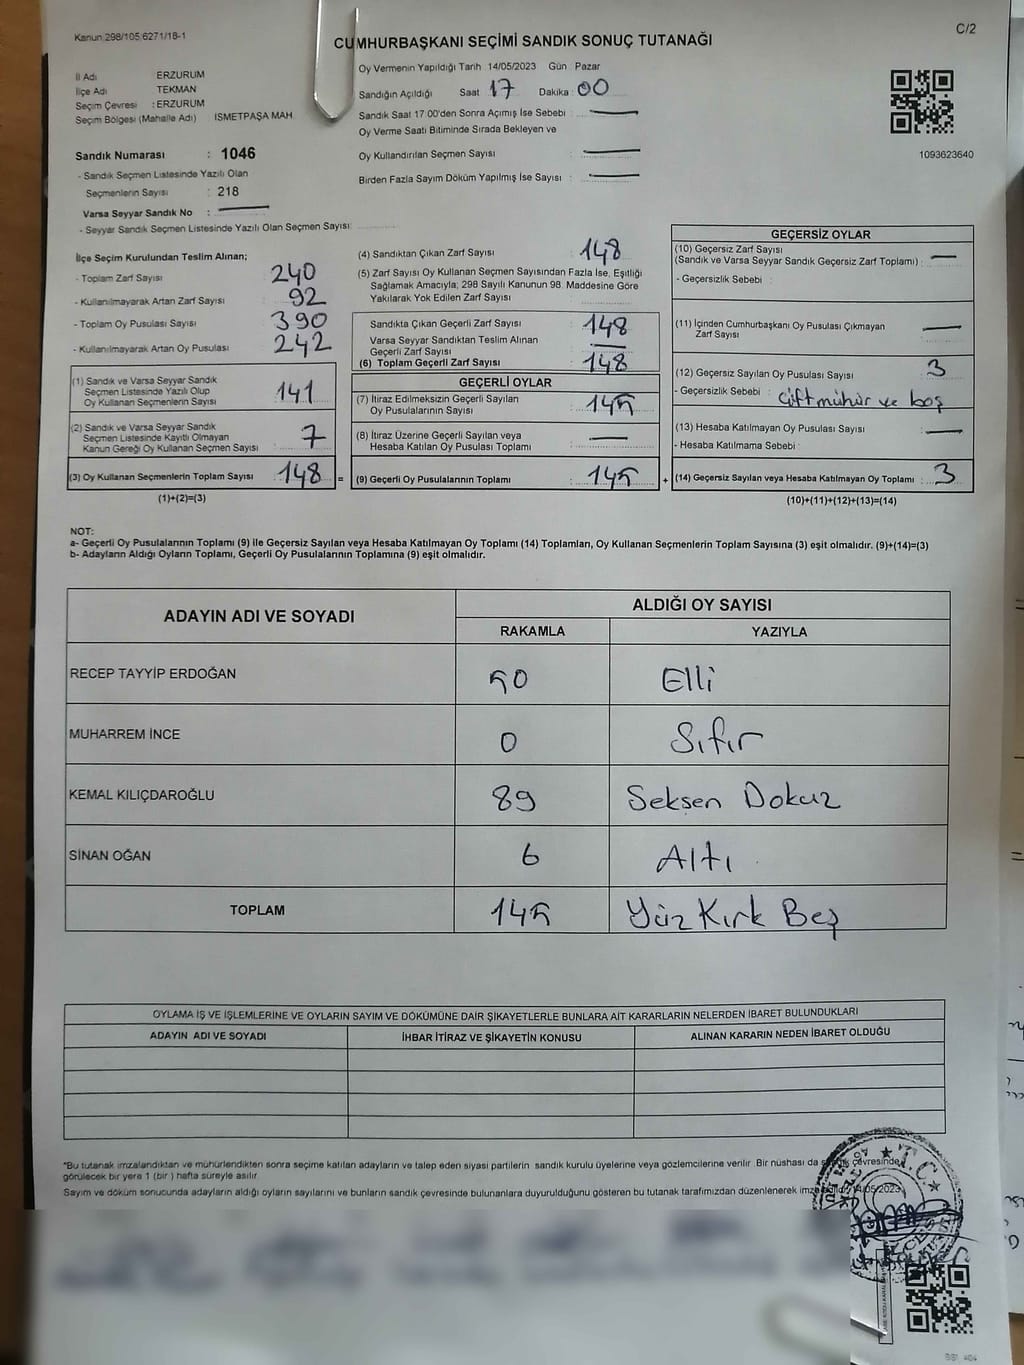 Kanun 298/105 6271/18-1
C/2
CUMHURBAŞKANI SEÇİMİ SANDIK SONUÇ TUTANAĞI
İl Adı ERZURUM
İlçe Adı TEKMAN
Seçim Çevresi : ERZURUM
Seçim Bölgesi (Mahalle Adı) İSMETPAŞA MAH.
Sandık Numarası : 1046
- Sandık Seçmen Listesinde Yazılı Olan
Seçmenlerin Sayısı : 218
Varsa Seyyar Sandık No :
- Seyyar Sandık Seçmen Listesinde Yazılı Olan Seçmen Sayısı:
Oy Vermenin Yapıldığı Tarih 14/05/2023 Gün Pazar
Sandığın Açıldığı Saat 17 Dakika 00
Sandık Saat 17:00'den Sonra Açımış İse Sebebi :
Oy Verme Saati Bitiminde Sırada Bekleyen ve
Oy Kullandırılan Seçmen Sayısı :
Birden Fazla Sayım Döküm Yapılmış İse Sayısı :
1093623640
İlçe Seçim Kurulundan Teslim Alınan;
- Toplam Zarf Sayısı 240
- Kullanılmayarak Artan Zarf Sayısı 92
- Toplam Oy Pusulası Sayısı 390
- Kullanılmayarak Artan Oy Pusulası 242
(1) Sandık ve Varsa Seyyar Sandık
Seçmen Listesinde Yazılı Olup
Oy Kullanan Seçmenlerin Sayısı 141
(2) Sandık ve Varsa Seyyar Sandık
Seçmen Listesinde Kayıtlı Olmayan
Kanun Gereği Oy Kullanan Seçmen Sayısı 7
(3) Oy Kullanan Seçmenlerin Toplam Sayısı 148 =
(1)+(2)=(3)
(4) Sandıktan Çıkan Zarf Sayısı 148
(5) Zarf Sayısı Oy Kullanan Seçmen Sayısından Fazla İse, Eşitliği
Sağlamak Amacıyla; 298 Sayılı Kanunun 98. Maddesine Göre
Yakılarak Yok Edilen Zarf Sayısı :
Sandıkta Çıkan Geçerli Zarf Sayısı 148
Varsa Seyyar Sandıktan Teslim Alınan
Geçerli Zarf Sayısı
(6) Toplam Geçerli Zarf Sayısı 148
GEÇERLİ OYLAR
(7) İtiraz Edilmeksizin Geçerli Sayılan
Oy Pusulalarının Sayısı 145
(8) İtiraz Üzerine Geçerli Sayılan veya
Hesaba Katılan Oy Pusulası Toplamı
(9) Geçerli Oy Pusulalarının Toplamı 145 +
GEÇERSİZ OYLAR
(10) Geçersiz Zarf Sayısı
(Sandık ve Varsa Seyyar Sandık Geçersiz Zarf Toplamı) :
- Geçersizlik Sebebi :
(11) İçinden Cumhurbaşkanı Oy Pusulası Çıkmayan
Zarf Sayısı
(12) Geçersiz Sayılan Oy Pusulası Sayısı 3
- Geçersizlik Sebebi : Çift mühür ve boş
(13) Hesaba Katılmayan Oy Pusulası Sayısı :
- Hesaba Katılmama Sebebi :
(14) Geçersiz Sayılan veya Hesaba Katılmayan Oy Toplamı : 3
(10)+(11)+(12)+(13)=(14)
NOT:
a- Geçerli Oy Pusulalarının Toplamı (9) ile Geçersiz Sayılan veya Hesaba Katılmayan Oy Toplamı (14) Toplamları, Oy Kullanan Seçmenlerin Toplam Sayısına (3) eşit olmalıdır. (9)+(14)=(3)
b- Adayların Aldığı Oyların Toplamı, Geçerli Oy Pusulalarının Toplamına (9) eşit olmalıdır.
ADAYIN ADI VE SOYADI
ALDIĞI OY SAYISI
RAKAMLA YAZIYLA
RECEP TAYYİP ERDOĞAN 50 Elli
MUHARREM İNCE 0 Sıfır
KEMAL KILIÇDAROĞLU 89 Seksen Dokuz
SİNAN OĞAN 6 Altı
TOPLAM 145 Yüz Kırk Beş
OYLAMA İŞ VE İŞLEMLERİNE VE OYLARIN SAYIM VE DÖKÜMÜNE DAİR ŞİKAYETLERLE BUNLARA AİT KARARLARIN NELERDEN İBARET BULUNDUKLARI
ADAYIN ADI VE SOYADI İHBAR İTİRAZ VE ŞİKAYETİN KONUSU ALINAN KARARIN NEDEN İBARET OLDUĞU
*Bu tutanak imzalandıktan ve mühürlendikten sonra seçime katılan adayların ve talep eden siyasi partilerin sandık kurulu üyelerine veya gözlemcilerine verilir. Bir nüshası da sandık çevresinde
görülecek bir yere 1 (bir) hafta süreyle asılır.
Sayım ve döküm sonucunda adayların aldığı oyların sayılarını ve bunların sandık çevresinde bulunanlara duyurulduğunu gösteren bu tutanak tarafımızdan düzenlenerek 14/05/2023
T.C.